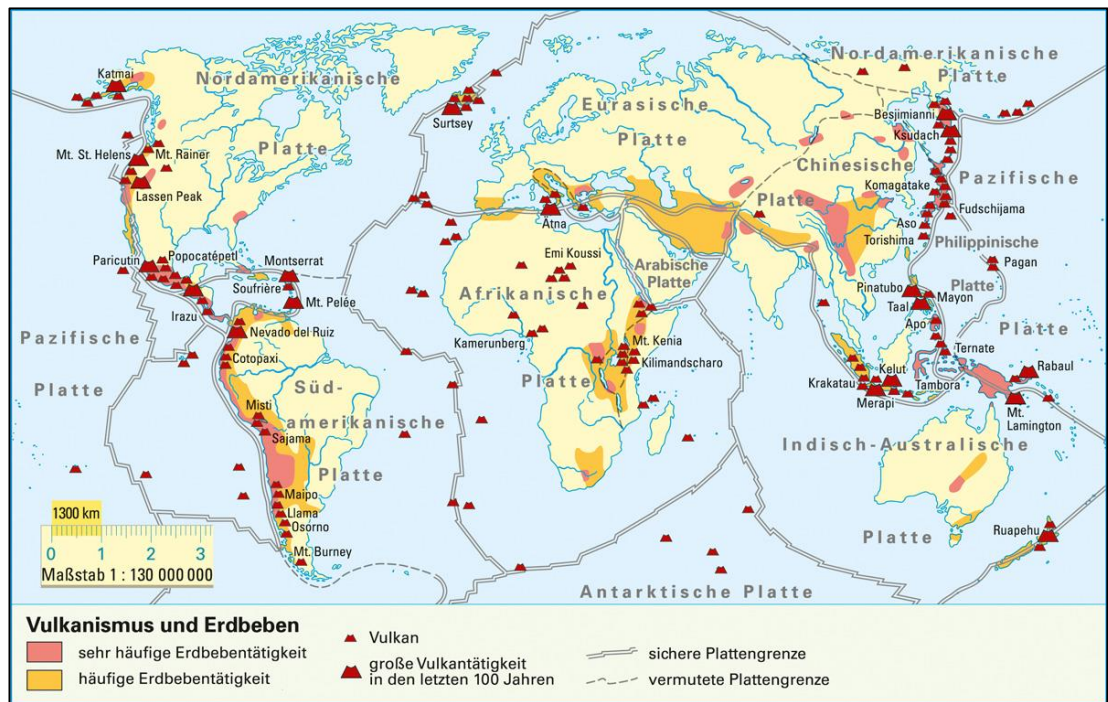 Nordamerikanische
Platte
Katmai
Nordamerikanische
Platte
Surtsey
Eurasische
Platte
Besjimianni
Ksudach
Mt. St. Helens
Mt. Rainer
Lassen Peak
Chinesische
Platte
Komagatake
Pazifische
Platte
Fudschijama
Aso
Torishima
Ätna
Philippinische
Platte
Pagan
Paricutin
Popocatépetl
Montserrat
Soufrière
Mt. Pelée
Irazu
Emi Koussi
Arabische
Platte
Afrikanische
Platte
Pinatubo
Mayon
Taal
Apo
Ternate
Nevado del Ruiz
Cotopaxi
Pazifische
Platte
Kamerunberg
Mt. Kenia
Kilimandscharo
Kelut
Krakatau
Tambora
Merapi
Rabaul
Mt.
Lamington
Süd-
amerikanische
Platte
Misti
Sajama
Indisch-Australische
Platte
Maipo
Llama
Osorno
Mt. Burney
Ruapehu
Antarktische Platte
1300 km
0 1 2 3
Maßstab 1 : 130 000 000
Vulkanismus und Erdbeben
sehr häufige Erdbebentätigkeit
häufige Erdbebentätigkeit
Vulkan
große Vulkantätigkeit
in den letzten 100 Jahren
sichere Plattengrenze
vermutete Plattengrenze